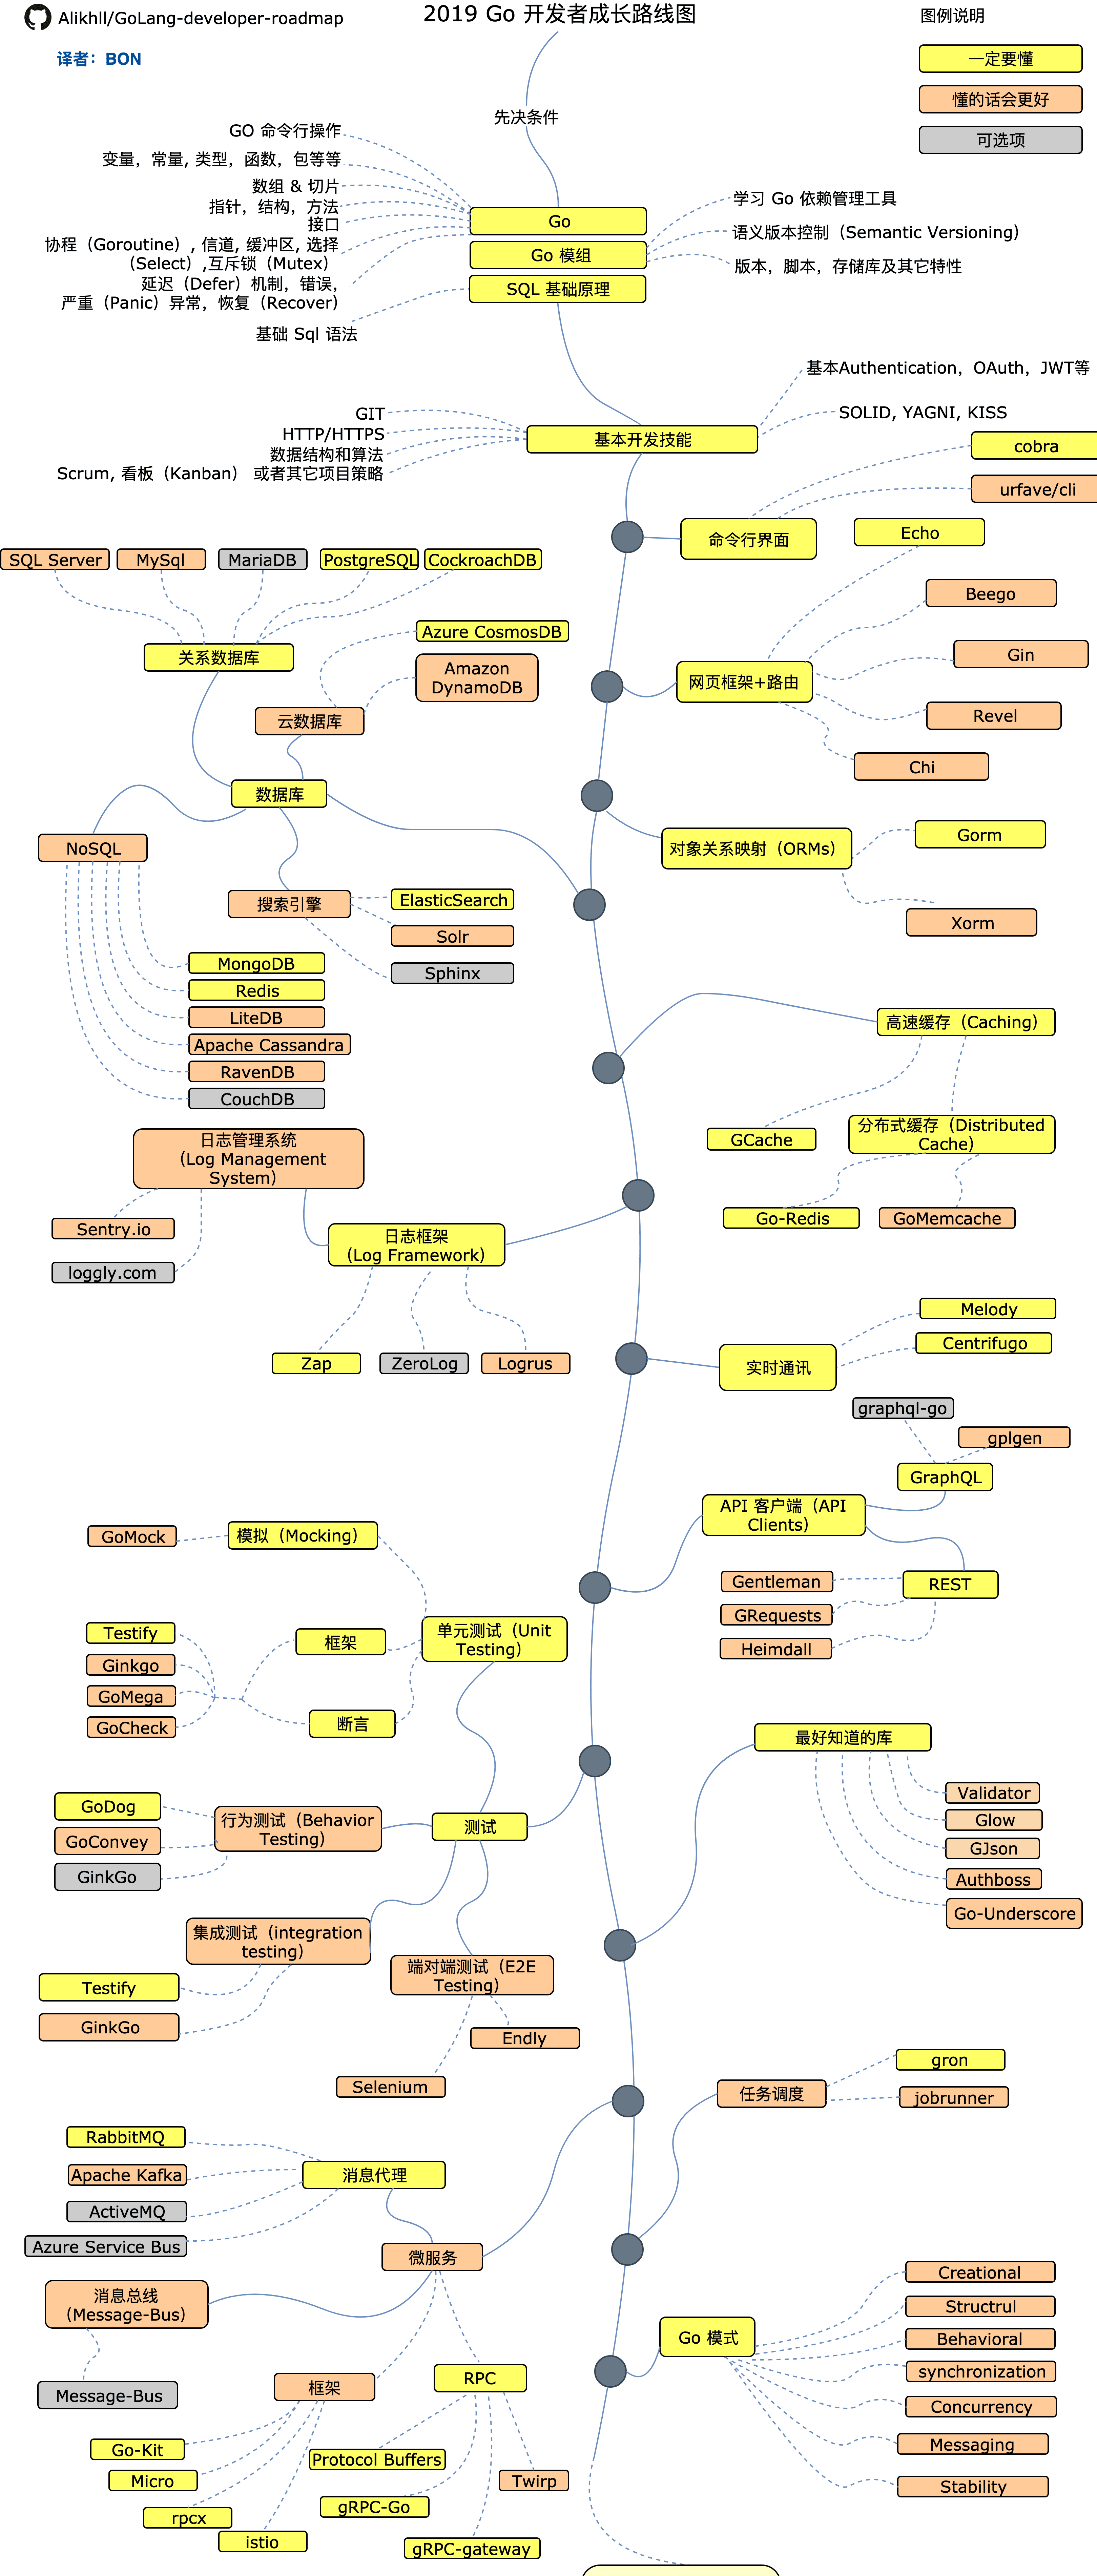 Alikhll/GoLang-developer-roadmap
2019 Go 开发者成长路线图
图例说明
译者：BON
一定要懂
懂的话会更好
可选项
先决条件
GO 命令行操作
变量，常量, 类型，函数，包等等
数组 & 切片
指针，结构，方法
接口
协程（Goroutine）, 信道, 缓冲区, 选择
（Select）,互斥锁（Mutex）
延迟（Defer）机制，错误，
严重（Panic）异常，恢复（Recover）
基础 Sql 语法
Go
Go 模组
SQL 基础原理
学习 Go 依赖管理工具
语义版本控制（Semantic Versioning）
版本，脚本，存储库及其它特性
基本Authentication，OAuth，JWT等
SOLID, YAGNI, KISS
GIT
HTTP/HTTPS
数据结构和算法
Scrum, 看板（Kanban） 或者其它项目策略
基本开发技能
cobra
urfave/cli
命令行界面
Echo
Beego
Gin
Revel
Chi
网页框架+路由
SQL Server
MySql
MariaDB
PostgreSQL
CockroachDB
关系数据库
Azure CosmosDB
Amazon
DynamoDB
云数据库
数据库
NoSQL
搜索引擎
ElasticSearch
Solr
Sphinx
MongoDB
Redis
LiteDB
Apache Cassandra
RavenDB
CouchDB
对象关系映射（ORMs）
Gorm
Xorm
高速缓存（Caching）
GCache
分布式缓存（Distributed
Cache）
Go-Redis
GoMemcache
日志管理系统
(Log Management
System)
Sentry.io
loggly.com
日志框架
(Log Framework)
Zap
ZeroLog
Logrus
实时通讯
Melody
Centrifugo
graphql-go
gplgen
GraphQL
API 客户端（API
Clients）
REST
Gentleman
GRequests
Heimdall
GoMock
模拟（Mocking）
单元测试（Unit
Testing）
框架
断言
Testify
Ginkgo
GoMega
GoCheck
最好知道的库
Validator
Glow
GJson
Authboss
Go-Underscore
GoDog
GoConvey
GinkGo
行为测试（Behavior
Testing）
测试
集成测试（integration
testing）
Testify
GinkGo
端对端测试（E2E
Testing）
Endly
Selenium
任务调度
gron
jobrunner
RabbitMQ
Apache Kafka
ActiveMQ
Azure Service Bus
消息代理
微服务
消息总线
(Message-Bus)
Message-Bus
框架
Go-Kit
Micro
rpcx
istio
RPC
Protocol Buffers
gRPC-Go
gRPC-gateway
Twirp
Go 模式
Creational
Structrul
Behavioral
synchronization
Concurrency
Messaging
Stability